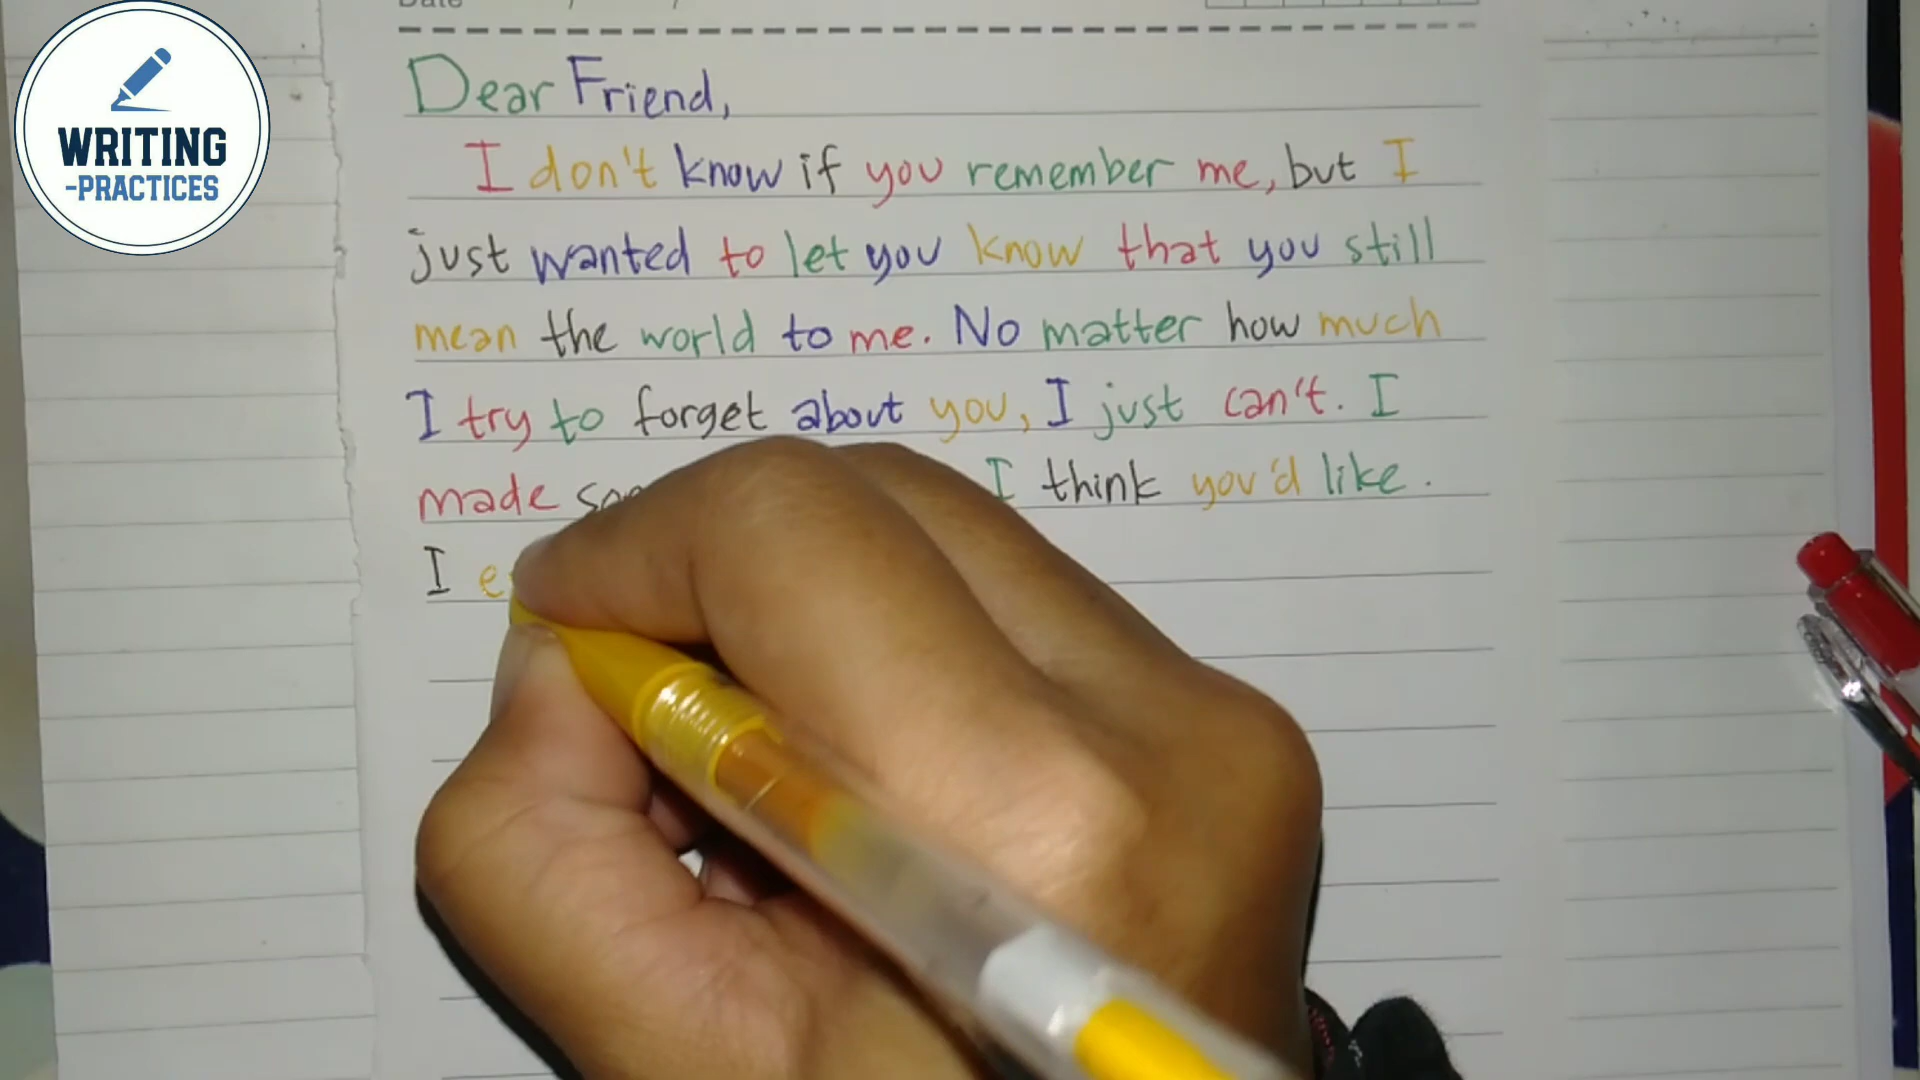 WRITING
-PRACTICES
Date / /
Dear Friend,
I don't know if you remember me, but I
just wanted to let you know that you still
mean the world to me. No matter how much
I try to forget about you, I just can't. I
made I think you'd like.
I